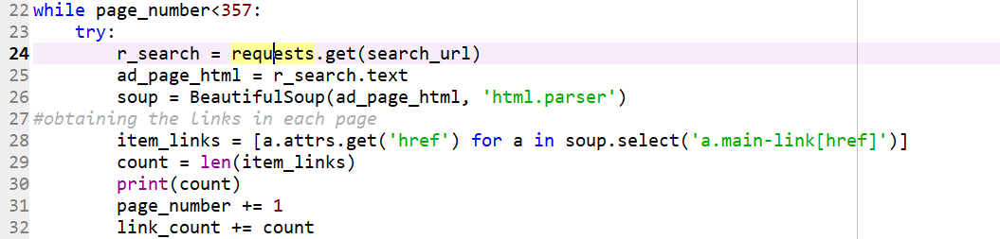 22 while page_number<357:
23     try:
24         r_search = requests.get(search_url)
25         ad_page_html = r_search.text
26         soup = BeautifulSoup(ad_page_html, 'html.parser')
27 #obtaining the links in each page
28         item_links = [a.attrs.get('href') for a in soup.select('a.main-link[href]')]
29         count = len(item_links)
30         print(count)
31         page_number += 1
32         link_count += count